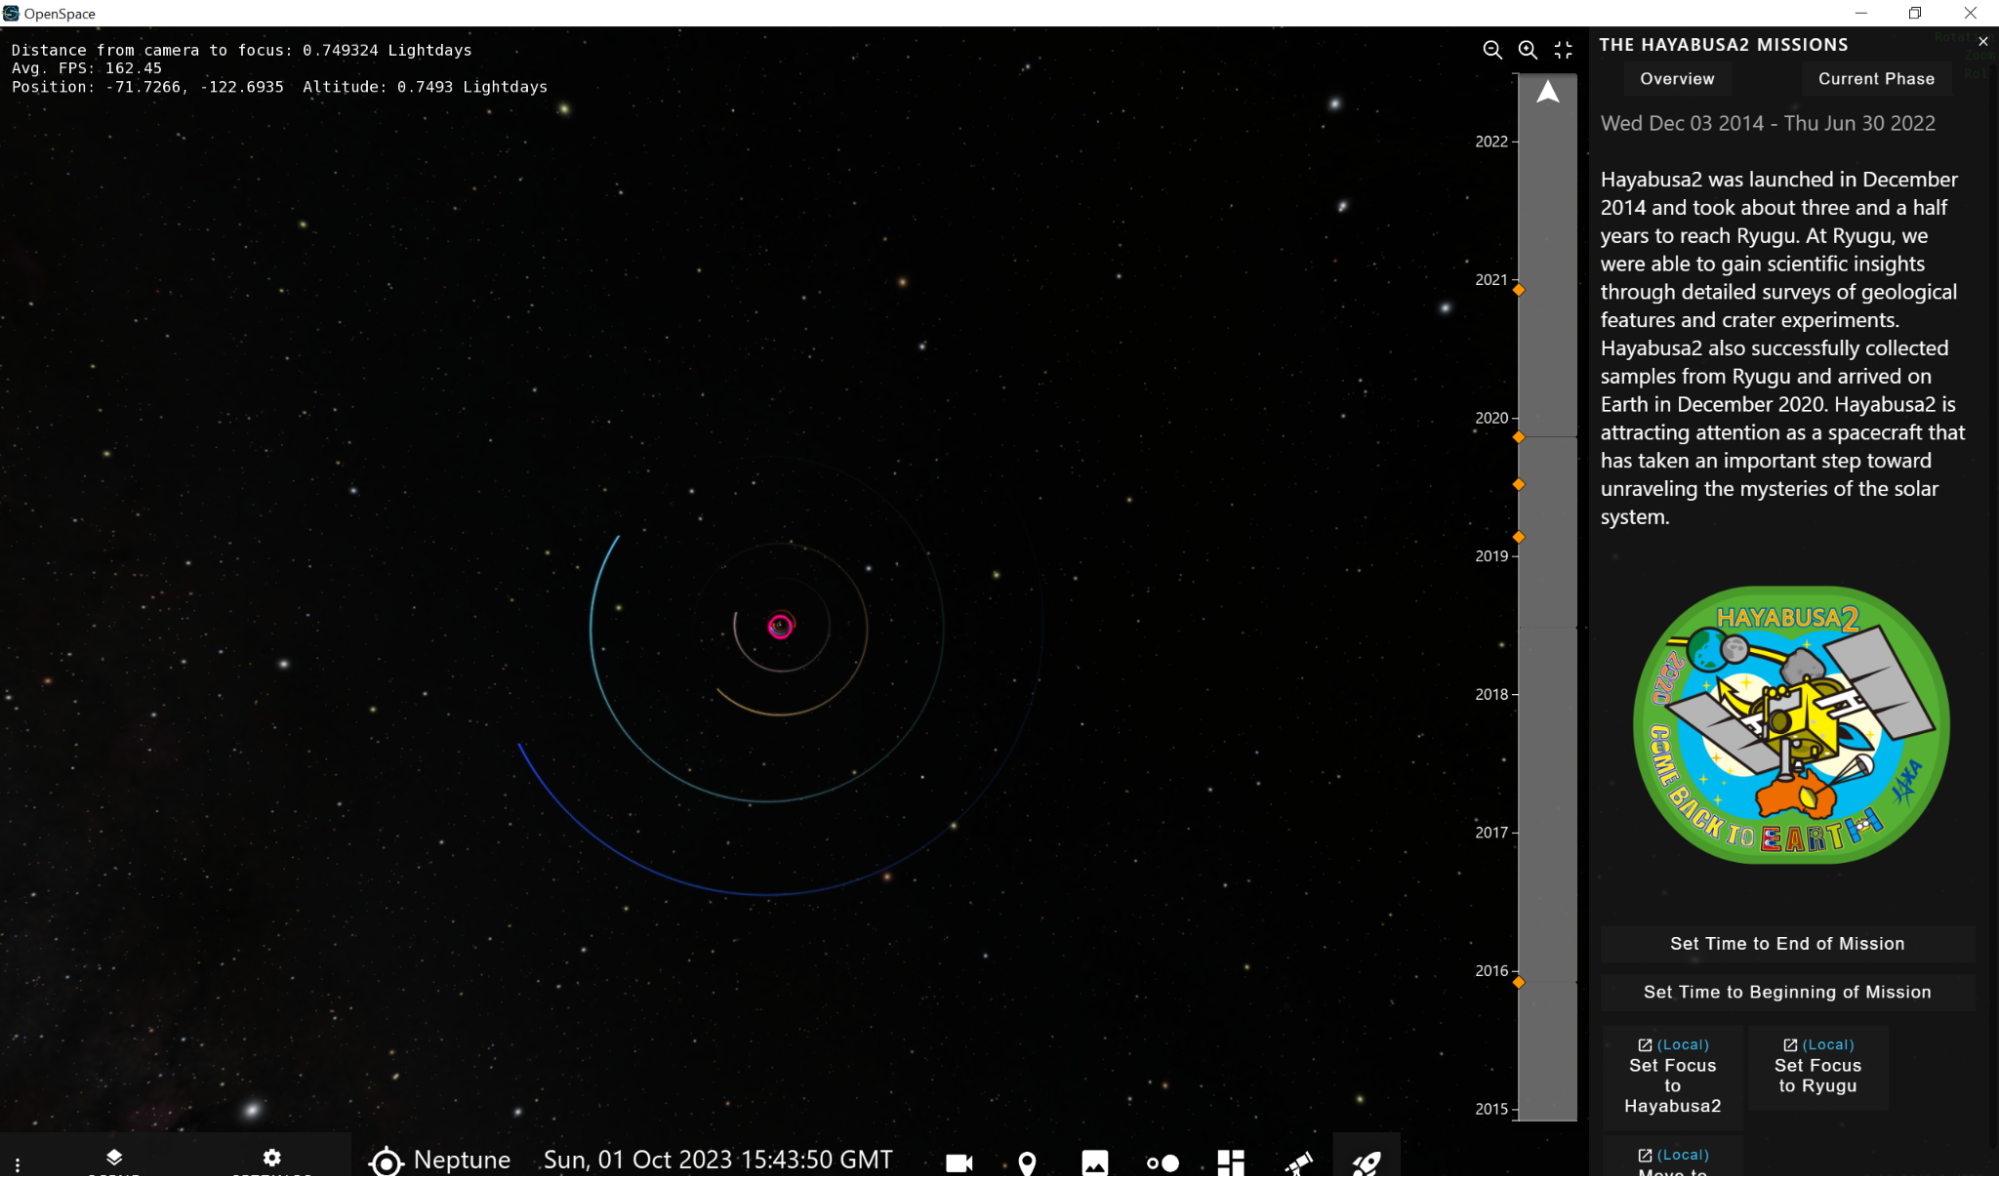 OpenSpace
Distance from camera to focus: 0.749324 Lightdays
Avg. FPS: 162.45
Position: -71.7266, -122.6935  Altitude: 0.7493 Lightdays
2022
2021
2020
2019
2018
2017
2016
2015
THE HAYABUSA2 MISSIONS
Overview
Current Phase
Wed Dec 03 2014 - Thu Jun 30 2022
Hayabusa2 was launched in December
2014 and took about three and a half
years to reach Ryugu. At Ryugu, we
were able to gain scientific insights
through detailed surveys of geological
features and crater experiments.
Hayabusa2 also successfully collected
samples from Ryugu and arrived on
Earth in December 2020. Hayabusa2 is
attracting attention as a spacecraft that
has taken an important step toward
unraveling the mysteries of the solar
system.
HAYABUSA2
2020
COME BACK TO EARTH
JAXA
Set Time to End of Mission
Set Time to Beginning of Mission
(Local)
Set Focus
to
Hayabusa2
(Local)
Set Focus
to Ryugu
(Local)
Move to
Neptune
Sun, 01 Oct 2023 15:43:50 GMT